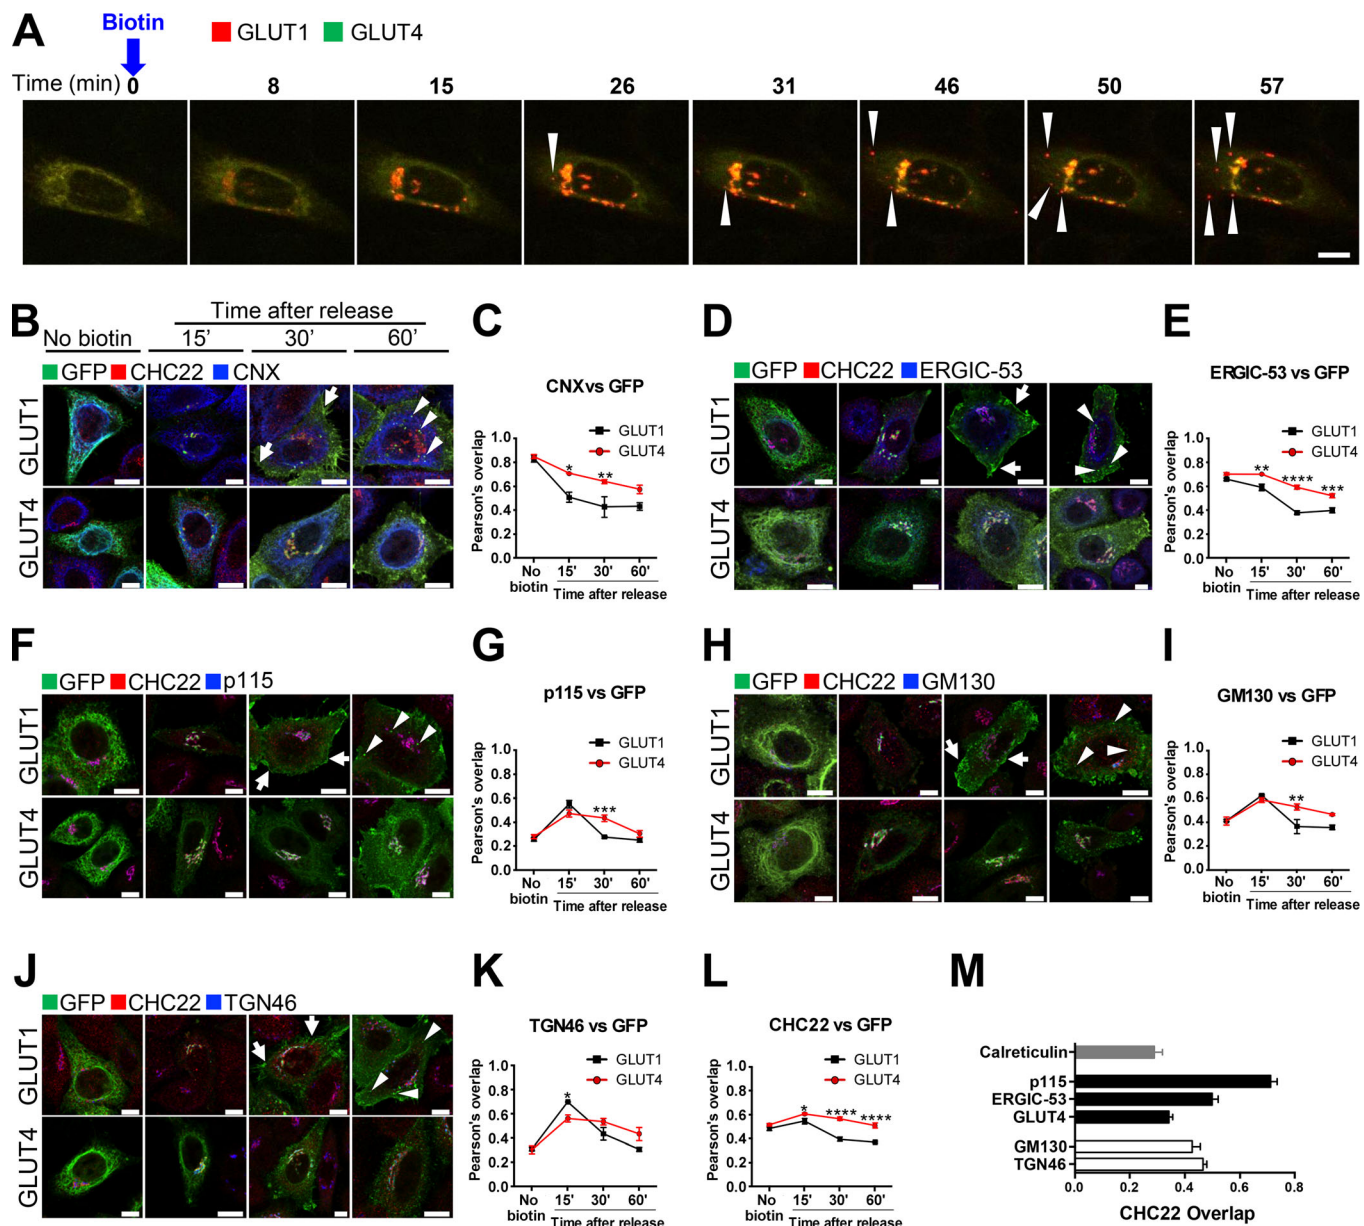 A
Biotin
GLUT1 GLUT4
Time (min) 0 8 15 26 31 46 50 57
B
Time after release
No biotin 15' 30' 60'
GFP CHC22 CNX
GLUT1
GLUT4
C
CNX vs GFP
GLUT1
GLUT4
Pearson's overlap
1.0
0.8
0.6
0.4
0.2
0.0
* **
No biotin 15' 30' 60'
Time after release
D
GFP CHC22 ERGIC-53
GLUT1
GLUT4
E
ERGIC-53 vs GFP
GLUT1
GLUT4
Pearson's overlap
1.0
0.8
0.6
0.4
0.2
0.0
** **** ***
No biotin 15' 30' 60'
Time after release
F
GFP CHC22 p115
GLUT1
GLUT4
G
p115 vs GFP
GLUT1
GLUT4
Pearson's overlap
1.0
0.8
0.6
0.4
0.2
0.0
***
No biotin 15' 30' 60'
Time after release
H
GFP CHC22 GM130
GLUT1
GLUT4
I
GM130 vs GFP
GLUT1
GLUT4
Pearson's overlap
1.0
0.8
0.6
0.4
0.2
0.0
**
No biotin 15' 30' 60'
Time after release
J
GFP CHC22 TGN46
GLUT1
GLUT4
K
TGN46 vs GFP
GLUT1
GLUT4
Pearson's overlap
1.0
0.8
0.6
0.4
0.2
0.0
*
No biotin 15' 30' 60'
Time after release
L
CHC22 vs GFP
GLUT1
GLUT4
Pearson's overlap
1.0
0.8
0.6
0.4
0.2
0.0
* **** ****
No biotin 15' 30' 60'
Time after release
M
Calreticulin
p115
ERGIC-53
GLUT4
GM130
TGN46
0.0 0.2 0.4 0.6 0.8
CHC22 Overlap